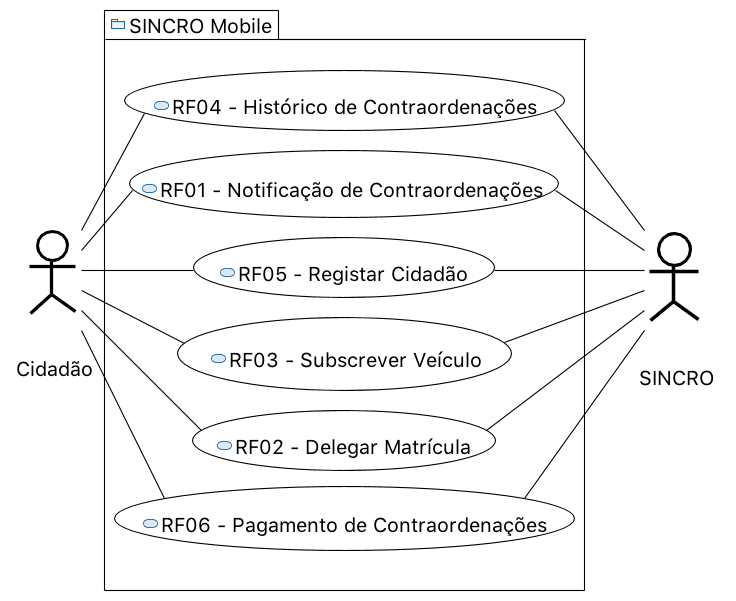 SINCRO Mobile
RF04 - Histórico de Contraordenações
RF01 - Notificação de Contraordenações
RF05 - Registar Cidadão
RF03 - Subscrever Veículo
Cidadão
SINCRO
RF02 - Delegar Matrícula
RF06 - Pagamento de Contraordenações